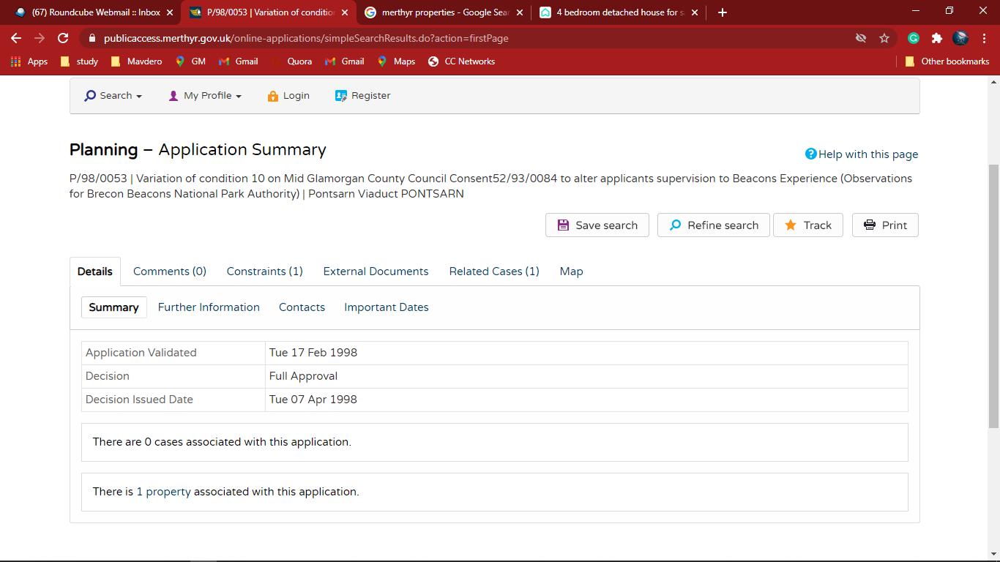 (67) Roundcube Webmail :: Inbox
P/98/0053 | Variation of conditio
merthyr properties - Google Sear
4 bedroom detached house for s
publicaccess.merthyr.gov.uk/online-applications/simpleSearchResults.do?action=firstPage
Apps study Mavdero GM Gmail Quora Gmail Maps CC Networks Other bookmarks
Search My Profile Login Register
Planning – Application Summary
Help with this page
P/98/0053 | Variation of condition 10 on Mid Glamorgan County Council Consent52/93/0084 to alter applicants supervision to Beacons Experience (Observations
for Brecon Beacons National Park Authority) | Pontsarn Viaduct PONTSARN
Save search Refine search Track Print
Details Comments (0) Constraints (1) External Documents Related Cases (1) Map
Summary Further Information Contacts Important Dates
Application Validated Tue 17 Feb 1998
Decision Full Approval
Decision Issued Date Tue 07 Apr 1998
There are 0 cases associated with this application.
There is 1 property associated with this application.